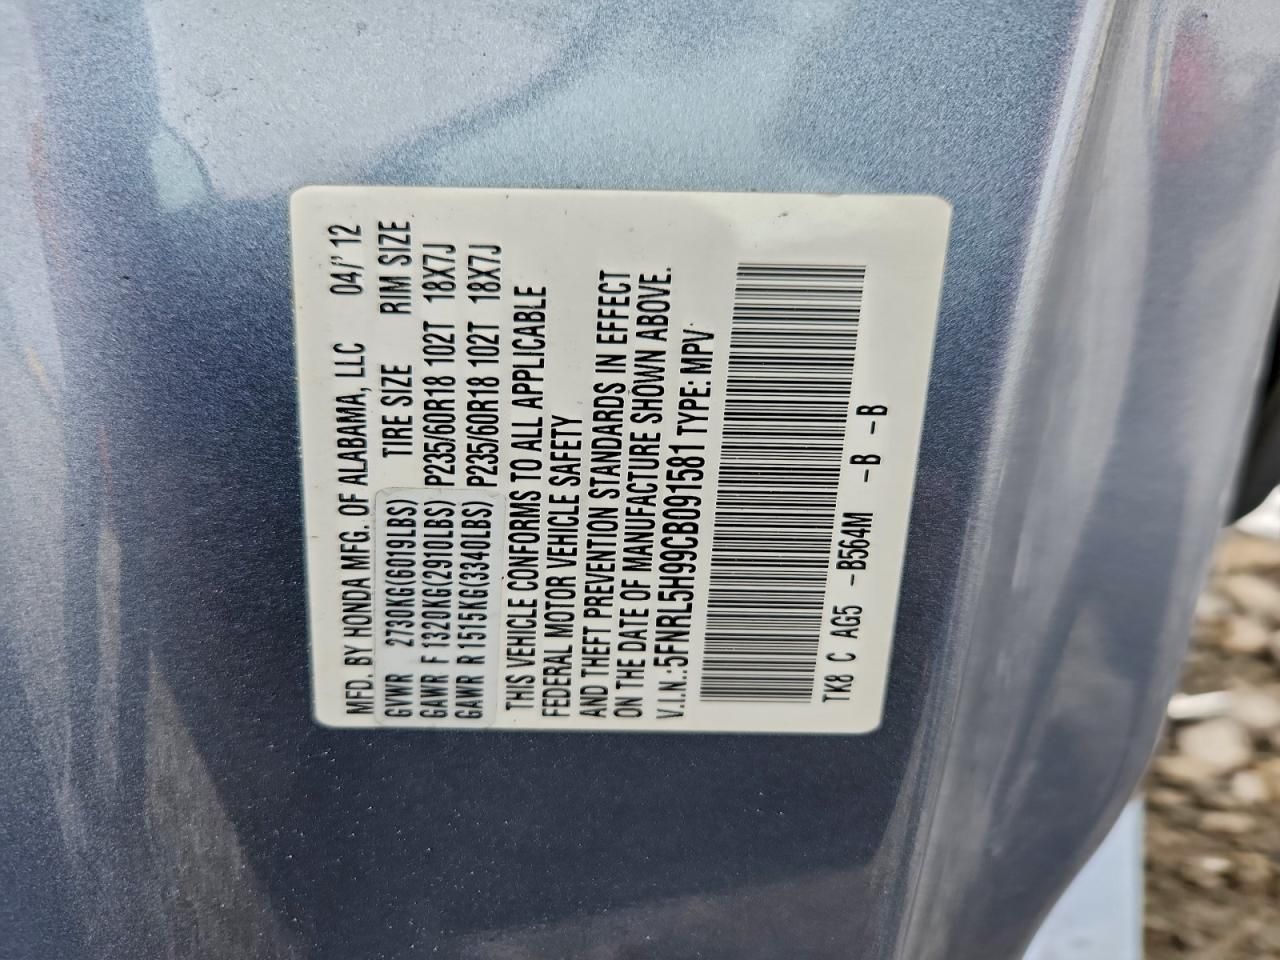 MFD. BY HONDA MFG. OF ALABAMA, LLC 04/'12
GVWR 2730KG(6019LBS) TIRE SIZE RIM SIZE
GAWR F 1320KG(2910LBS) P235/60R18 102T 18X7J
GAWR R 1515KG(3340LBS) P235/60R18 102T 18X7J
THIS VEHICLE CONFORMS TO ALL APPLICABLE
FEDERAL MOTOR VEHICLE SAFETY
AND THEFT PREVENTION STANDARDS IN EFFECT
ON THE DATE OF MANUFACTURE SHOWN ABOVE.
V.I.N.:5FNRL5H99CB091581 TYPE: MPV
TK8 C AG5 -B564M -B -B